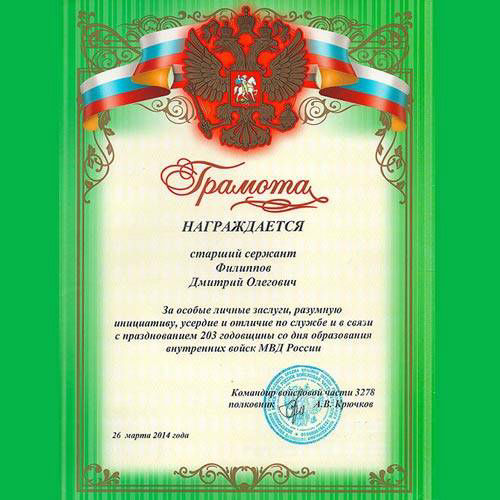 Грамота
НАГРАЖДАЕТСЯ
старший сержант
Филиппов
Дмитрий Олегович
За особые личные заслуги, разумную
инициативу, усердие и отличие по службе и в связи
с празднованием 203 годовщины со дня образования
внутренних войск МВД России
Командир войсковой части 3278
полковник А.В. Крючков
26 марта 2014 года